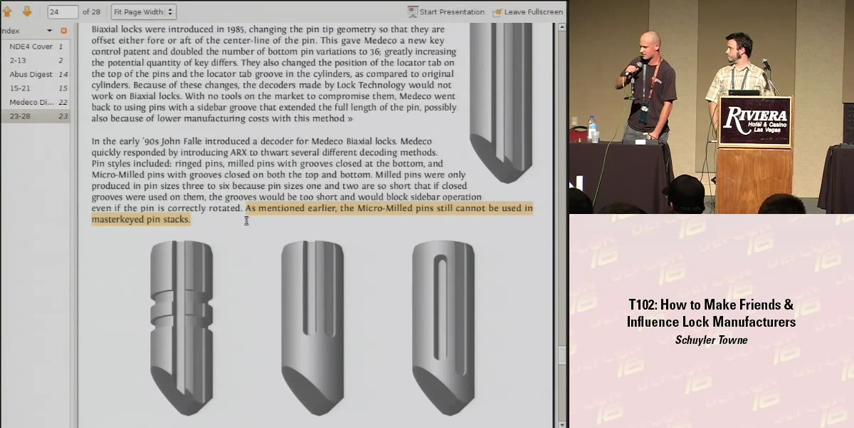 24 of 28 Fit Page Width Start Presentation Leave Fullscreen
ndex
NDE4 Cover 1
2-13 2
Abus Digest 14
15-21 15
Medeco Di... 22
23-28 23
Biaxial locks were introduced in 1985, changing the pin tip geometry so that they are
offset either fore or aft of the center-line of the pin. This gave Medeco a new key
control patent and doubled the number of bottom pin variations to 36; greatly increasing
the potential quantity of key differs. They also changed the position of the locator tab on
the top of the pins and the locator tab groove in the cylinders, as compared to original
cylinders. Because of these changes, the decoders made by Lock Technology would not
work on Biaxial locks. With no tools on the market to compromise them, Medeco went
back to using pins with a sidebar groove that extended the full length of the pin, possibly
also because of lower manufacturing costs with this method »
In the early '90s John Falle introduced a decoder for Medeco Biaxial locks. Medeco
quickly responded by introducing ARX to thwart several different decoding methods.
Pin styles included: ringed pins, milled pins with grooves closed at the bottom, and
Micro-Milled pins with grooves closed on both the top and bottom. Milled pins were only
produced in pin sizes three to six because pin sizes one and two are so short that if closed
grooves were used on them, the grooves would be too short and would block sidebar operation
even if the pin is correctly rotated. As mentioned earlier, the Micro-Milled pins still cannot be used in
masterkeyed pin stacks.
RIVIERA
Hotel & Casino
Las Vegas
T102: How to Make Friends &
Influence Lock Manufacturers
Schuyler Towne